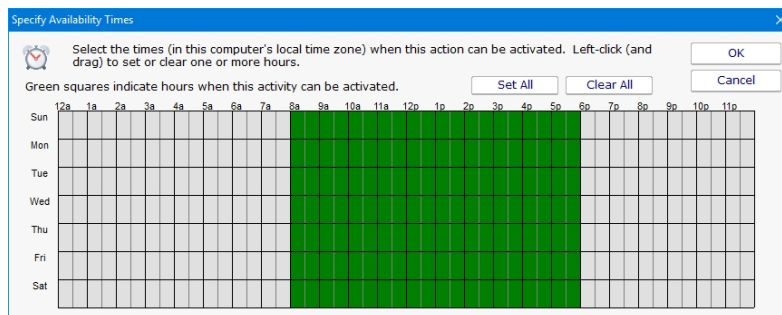 Specify Availability Times
Select the times (in this computer's local time zone) when this action can be activated. Left-click (and
drag) to set or clear one or more hours.
OK
Green squares indicate hours when this activity can be activated.
Set All
Clear All
Cancel
12a 1a 2a 3a 4a 5a 6a 7a 8a 9a 10a 11a 12p 1p 2p 3p 4p 5p 6p 7p 8p 9p 10p 11p
Sun
Mon
Tue
Wed
Thu
Fri
Sat